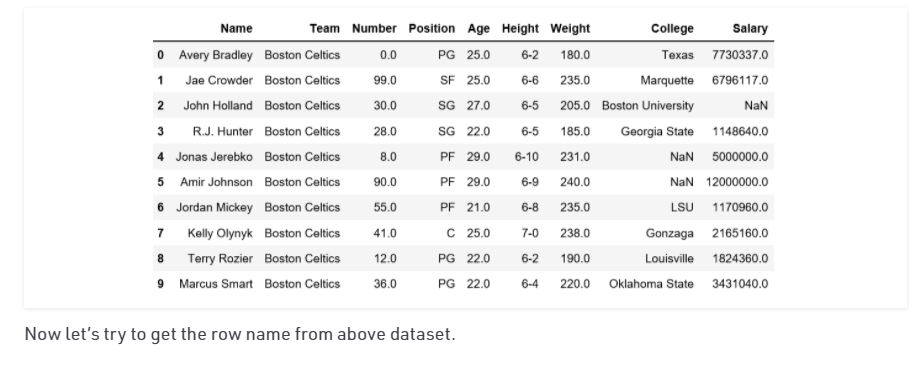 Name Team Number Position Age Height Weight College Salary
0 Avery Bradley Boston Celtics 0.0 PG 25.0 6-2 180.0 Texas 7730337.0
1 Jae Crowder Boston Celtics 99.0 SF 25.0 6-6 235.0 Marquette 6796117.0
2 John Holland Boston Celtics 30.0 SG 27.0 6-5 205.0 Boston University NaN
3 R.J. Hunter Boston Celtics 28.0 SG 22.0 6-5 185.0 Georgia State 1148640.0
4 Jonas Jerebko Boston Celtics 8.0 PF 29.0 6-10 231.0 NaN 5000000.0
5 Amir Johnson Boston Celtics 90.0 PF 29.0 6-9 240.0 NaN 12000000.0
6 Jordan Mickey Boston Celtics 55.0 PF 21.0 6-8 235.0 LSU 1170960.0
7 Kelly Olynyk Boston Celtics 41.0 C 25.0 7-0 238.0 Gonzaga 2165160.0
8 Terry Rozier Boston Celtics 12.0 PG 22.0 6-2 190.0 Louisville 1824360.0
9 Marcus Smart Boston Celtics 36.0 PG 22.0 6-4 220.0 Oklahoma State 3431040.0
Now let’s try to get the row name from above dataset.